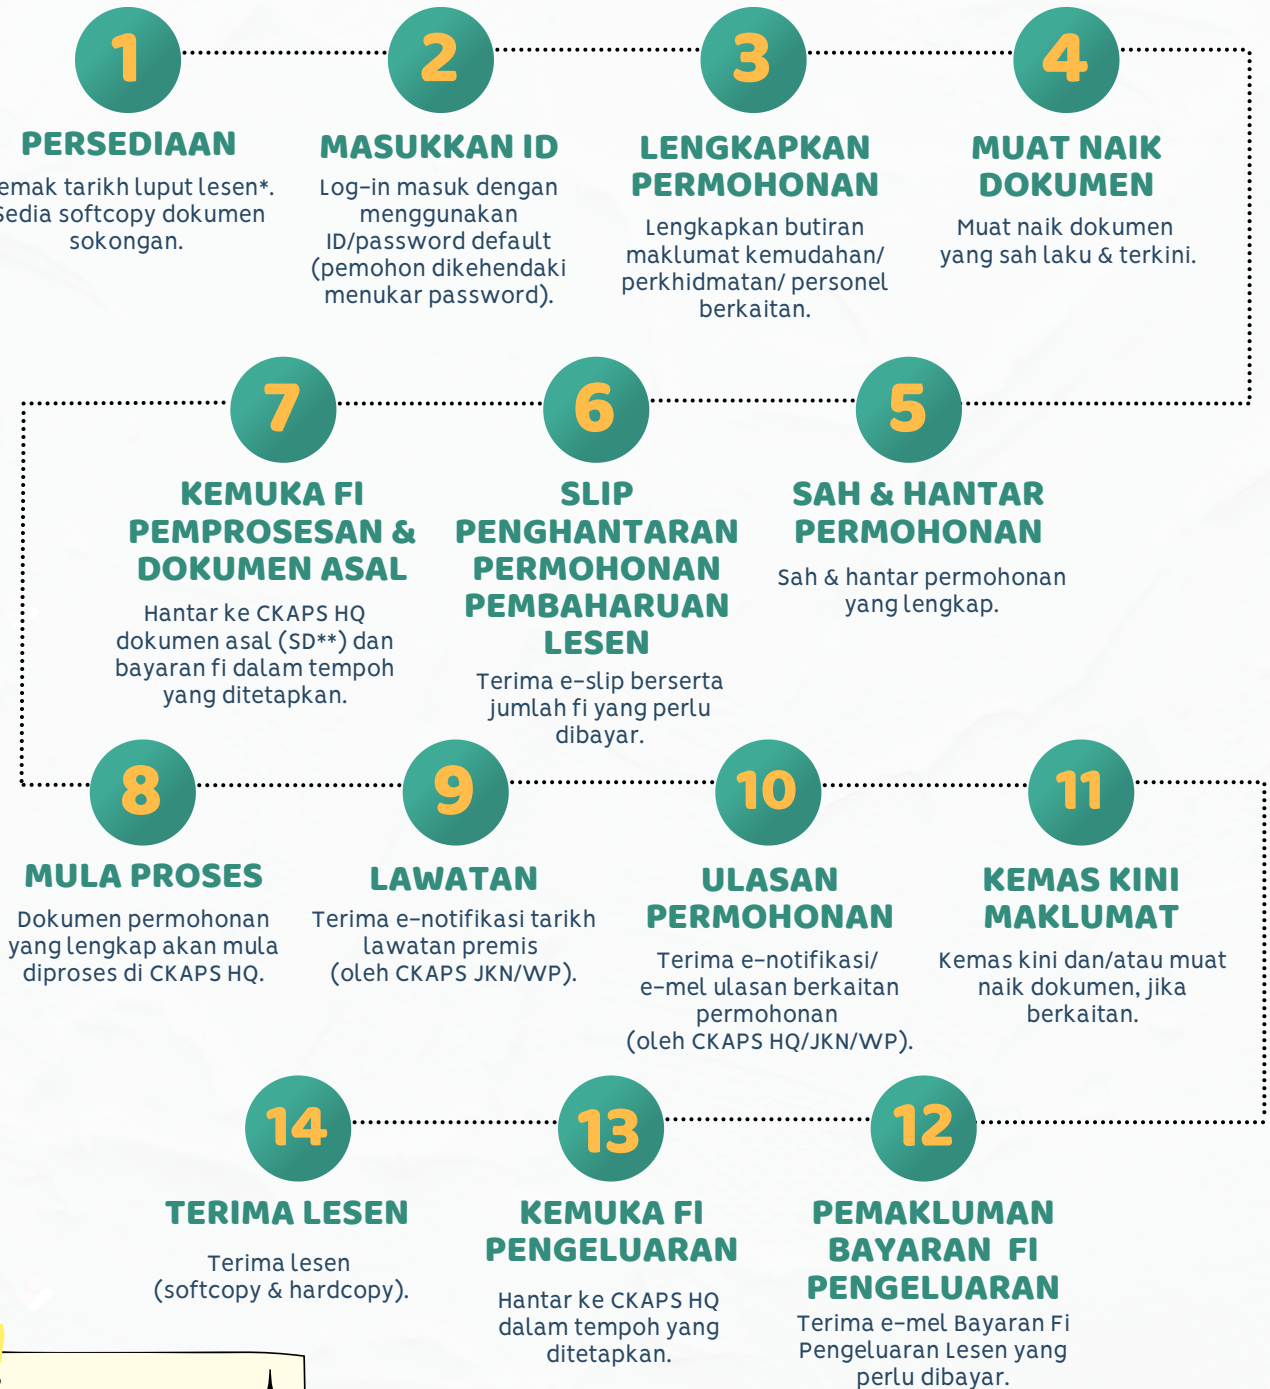 1
PERSEDIAAN
emak tarikh luput lesen*.
Sedia softcopy dokumen
sokongan.
2
MASUKKAN ID
Log-in masuk dengan
menggunakan
ID/password default
(pemohon dikehendaki
menukar password).
3
LENGKAPKAN
PERMOHONAN
Lengkapkan butiran
maklumat kemudahan/
perkhidmatan/ personel
berkaitan.
4
MUAT NAIK
DOKUMEN
Muat naik dokumen
yang sah laku & terkini.
5
SAH & HANTAR
PERMOHONAN
Sah & hantar permohonan
yang lengkap.
6
SLIP
PENGHANTARAN
PERMOHONAN
PEMBAHARUAN
LESEN
Terima e-slip berserta
jumlah fi yang perlu
dibayar.
7
KEMUKA FI
PEMPROSESAN &
DOKUMEN ASAL
Hantar ke CKAPS HQ
dokumen asal (SD**) dan
bayaran fi dalam tempoh
yang ditetapkan.
8
MULA PROSES
Dokumen permohonan
yang lengkap akan mula
diproses di CKAPS HQ.
9
LAWATAN
Terima e-notifikasi tarikh
lawatan premis
(oleh CKAPS JKN/WP).
10
ULASAN
PERMOHONAN
Terima e-notifikasi/
e-mel ulasan berkaitan
permohonan
(oleh CKAPS HQ/JKN/WP).
11
KEMAS KINI
MAKLUMAT
Kemas kini dan/atau muat
naik dokumen, jika
berkaitan.
12
PEMAKLUMAN
BAYARAN FI
PENGELUARAN
Terima e-mel Bayaran Fi
Pengeluaran Lesen yang
perlu dibayar.
13
KEMUKA FI
PENGELUARAN
Hantar ke CKAPS HQ
dalam tempoh yang
ditetapkan.
14
TERIMA LESEN
Terima lesen
(softcopy & hardcopy).